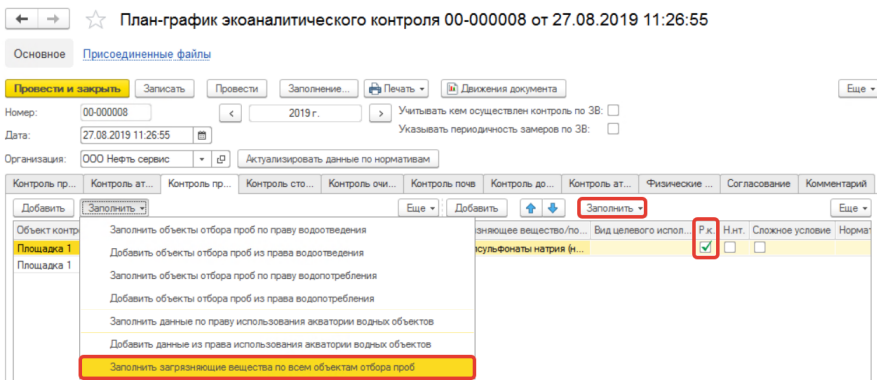 План-график экоаналитического контроля 00-000008 от 27.08.2019 11:26:55
Основное Присоединенные файлы
Провести и закрыть Записать Провести Заполнение... Печать Движения документа Еще
Номер: 00-000008 < 2019 г. > Учитывать кем осуществлен контроль по ЗВ:
Дата: 27.08.2019 11:26:55 Указывать периодичность замеров по ЗВ:
Организация: ООО Нефть сервис Актуализировать данные по нормативам
Контроль пр... Контроль ат... Контроль пр... Контроль сто... Контроль очи... Контроль почв Контроль до... Контроль ат... Физические ... Согласование Комментарий
Добавить Заполнить Еще Добавить Заполнить Еще
Объект контр зняющее вещество/по... Вид целевого испол... Р.к. Н.нт. Сложное условие Нормат
Площадка 1 нсульфонаты натрия (н...
Площадка 1
Заполнить объекты отбора проб по праву водоотведения
Добавить объекты отбора проб из права водоотведения
Заполнить объекты отбора проб по праву водопотребления
Добавить объекты отбора проб из права водопотребления
Заполнить данные по праву использования акватории водных объектов
Добавить данные из права использования акватории водных объектов
Заполнить загрязняющие вещества по всем объектам отбора проб